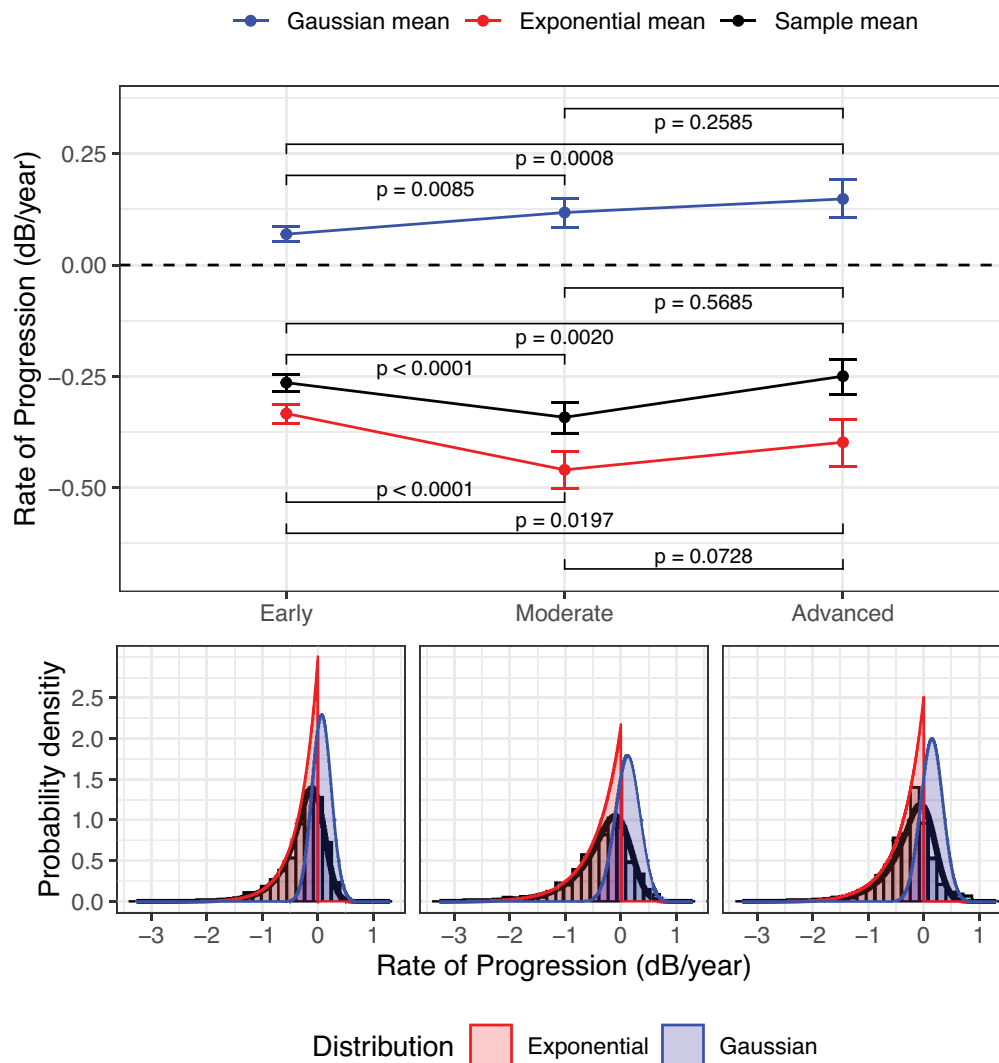 Gaussian mean Exponential mean Sample mean
Rate of Progression (dB/year)
0.25
0.00
−0.25
−0.50
p = 0.2585
p = 0.0008
p = 0.0085
p = 0.5685
p = 0.0020
p < 0.0001
p < 0.0001
p = 0.0197
p = 0.0728
Early Moderate Advanced
Probability densitiy
2.5
2.0
1.5
1.0
0.5
0.0
−3 −2 −1 0 1 −3 −2 −1 0 1 −3 −2 −1 0 1
Rate of Progression (dB/year)
Distribution Exponential Gaussian